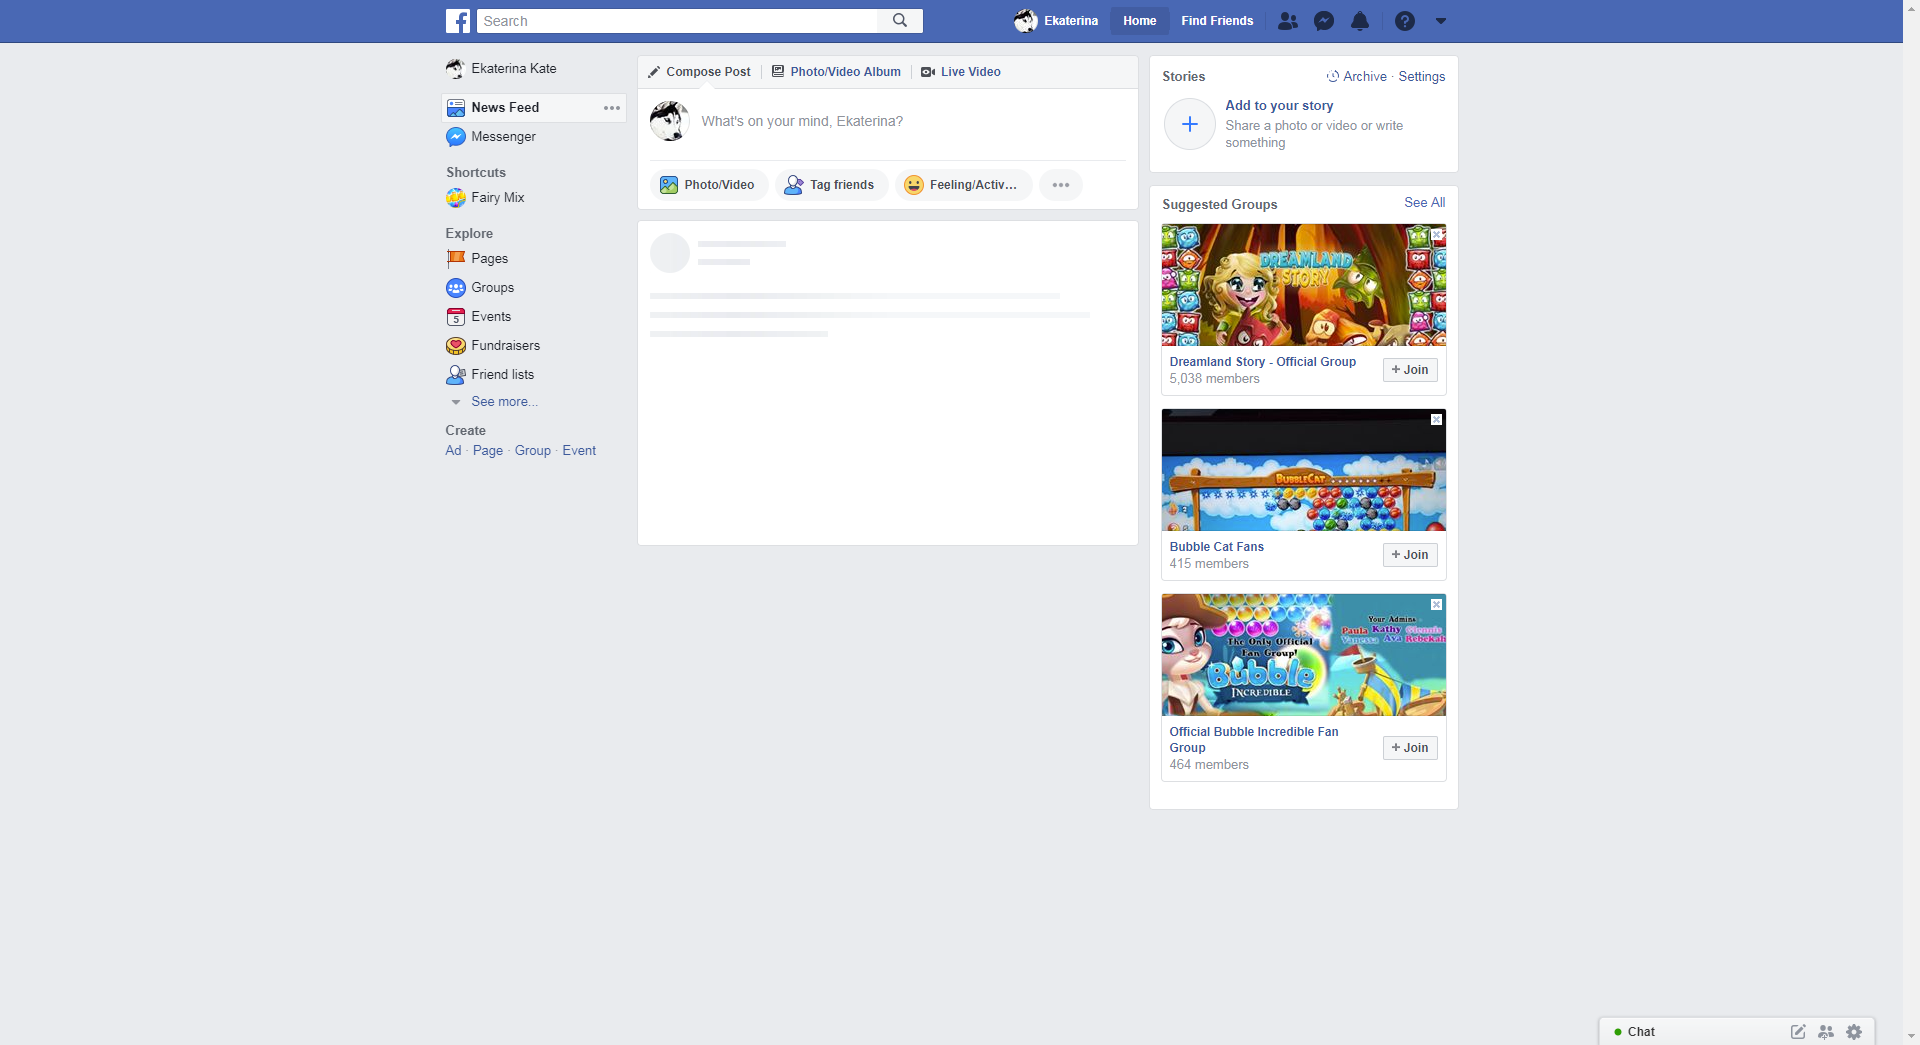 Search
Ekaterina
Home
Find Friends
Ekaterina Kate
News Feed
Messenger
Shortcuts
Fairy Mix
Explore
Pages
Groups
5
Events
Fundraisers
Friend lists
See more...
Create
Ad · Page · Group · Event
Compose Post
Photo/Video Album
Live Video
What's on your mind, Ekaterina?
Photo/Video
Tag friends
Feeling/Activ...
Stories
Archive · Settings
Add to your story
Share a photo or video or write
something
Suggested Groups
See All
DREAMLAND
STORY
Dreamland Story - Official Group
5,038 members
+ Join
BUBBLE CAT
Bubble Cat Fans
415 members
+ Join
Your Admins
Paula Kathy Glennis
Vanessa Ava Rebekah
The Only Official
Fan Group!
Bubble
INCREDIBLE
Official Bubble Incredible Fan
Group
464 members
+ Join
Chat